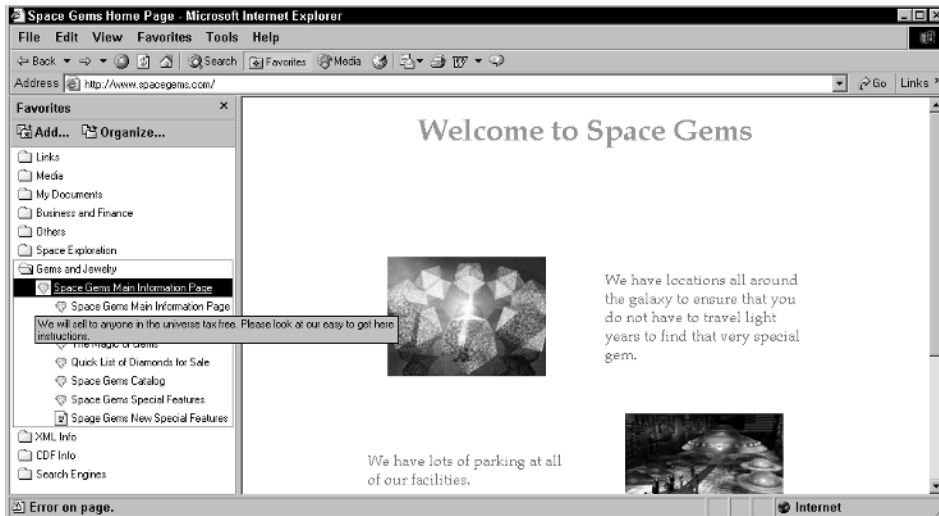 Space Gems Home Page - Microsoft Internet Explorer
File Edit View Favorites Tools Help
Back Search Favorites Media
Address http://www.spacegems.com/ Go Links
Favorites
Add... Organize...
Links
Media
My Documents
Business and Finance
Others
Space Exploration
Gems and Jewelry
Space Gems Main Information Page
Space Gems Main Information Page
We will sell to anyone in the universe tax free. Please look at our easy to get here
instructions.
The Magic of Gems
Quick List of Diamonds for Sale
Space Gems Catalog
Space Gems Special Features
Spage Gems New Special Features
XML Info
CDF Info
Search Engines
Welcome to Space Gems
We have locations all around
the galaxy to ensure that you
do not have to travel light
years to find that very special
gem.
We have lots of parking at all
of our facilities.
Error on page. Internet